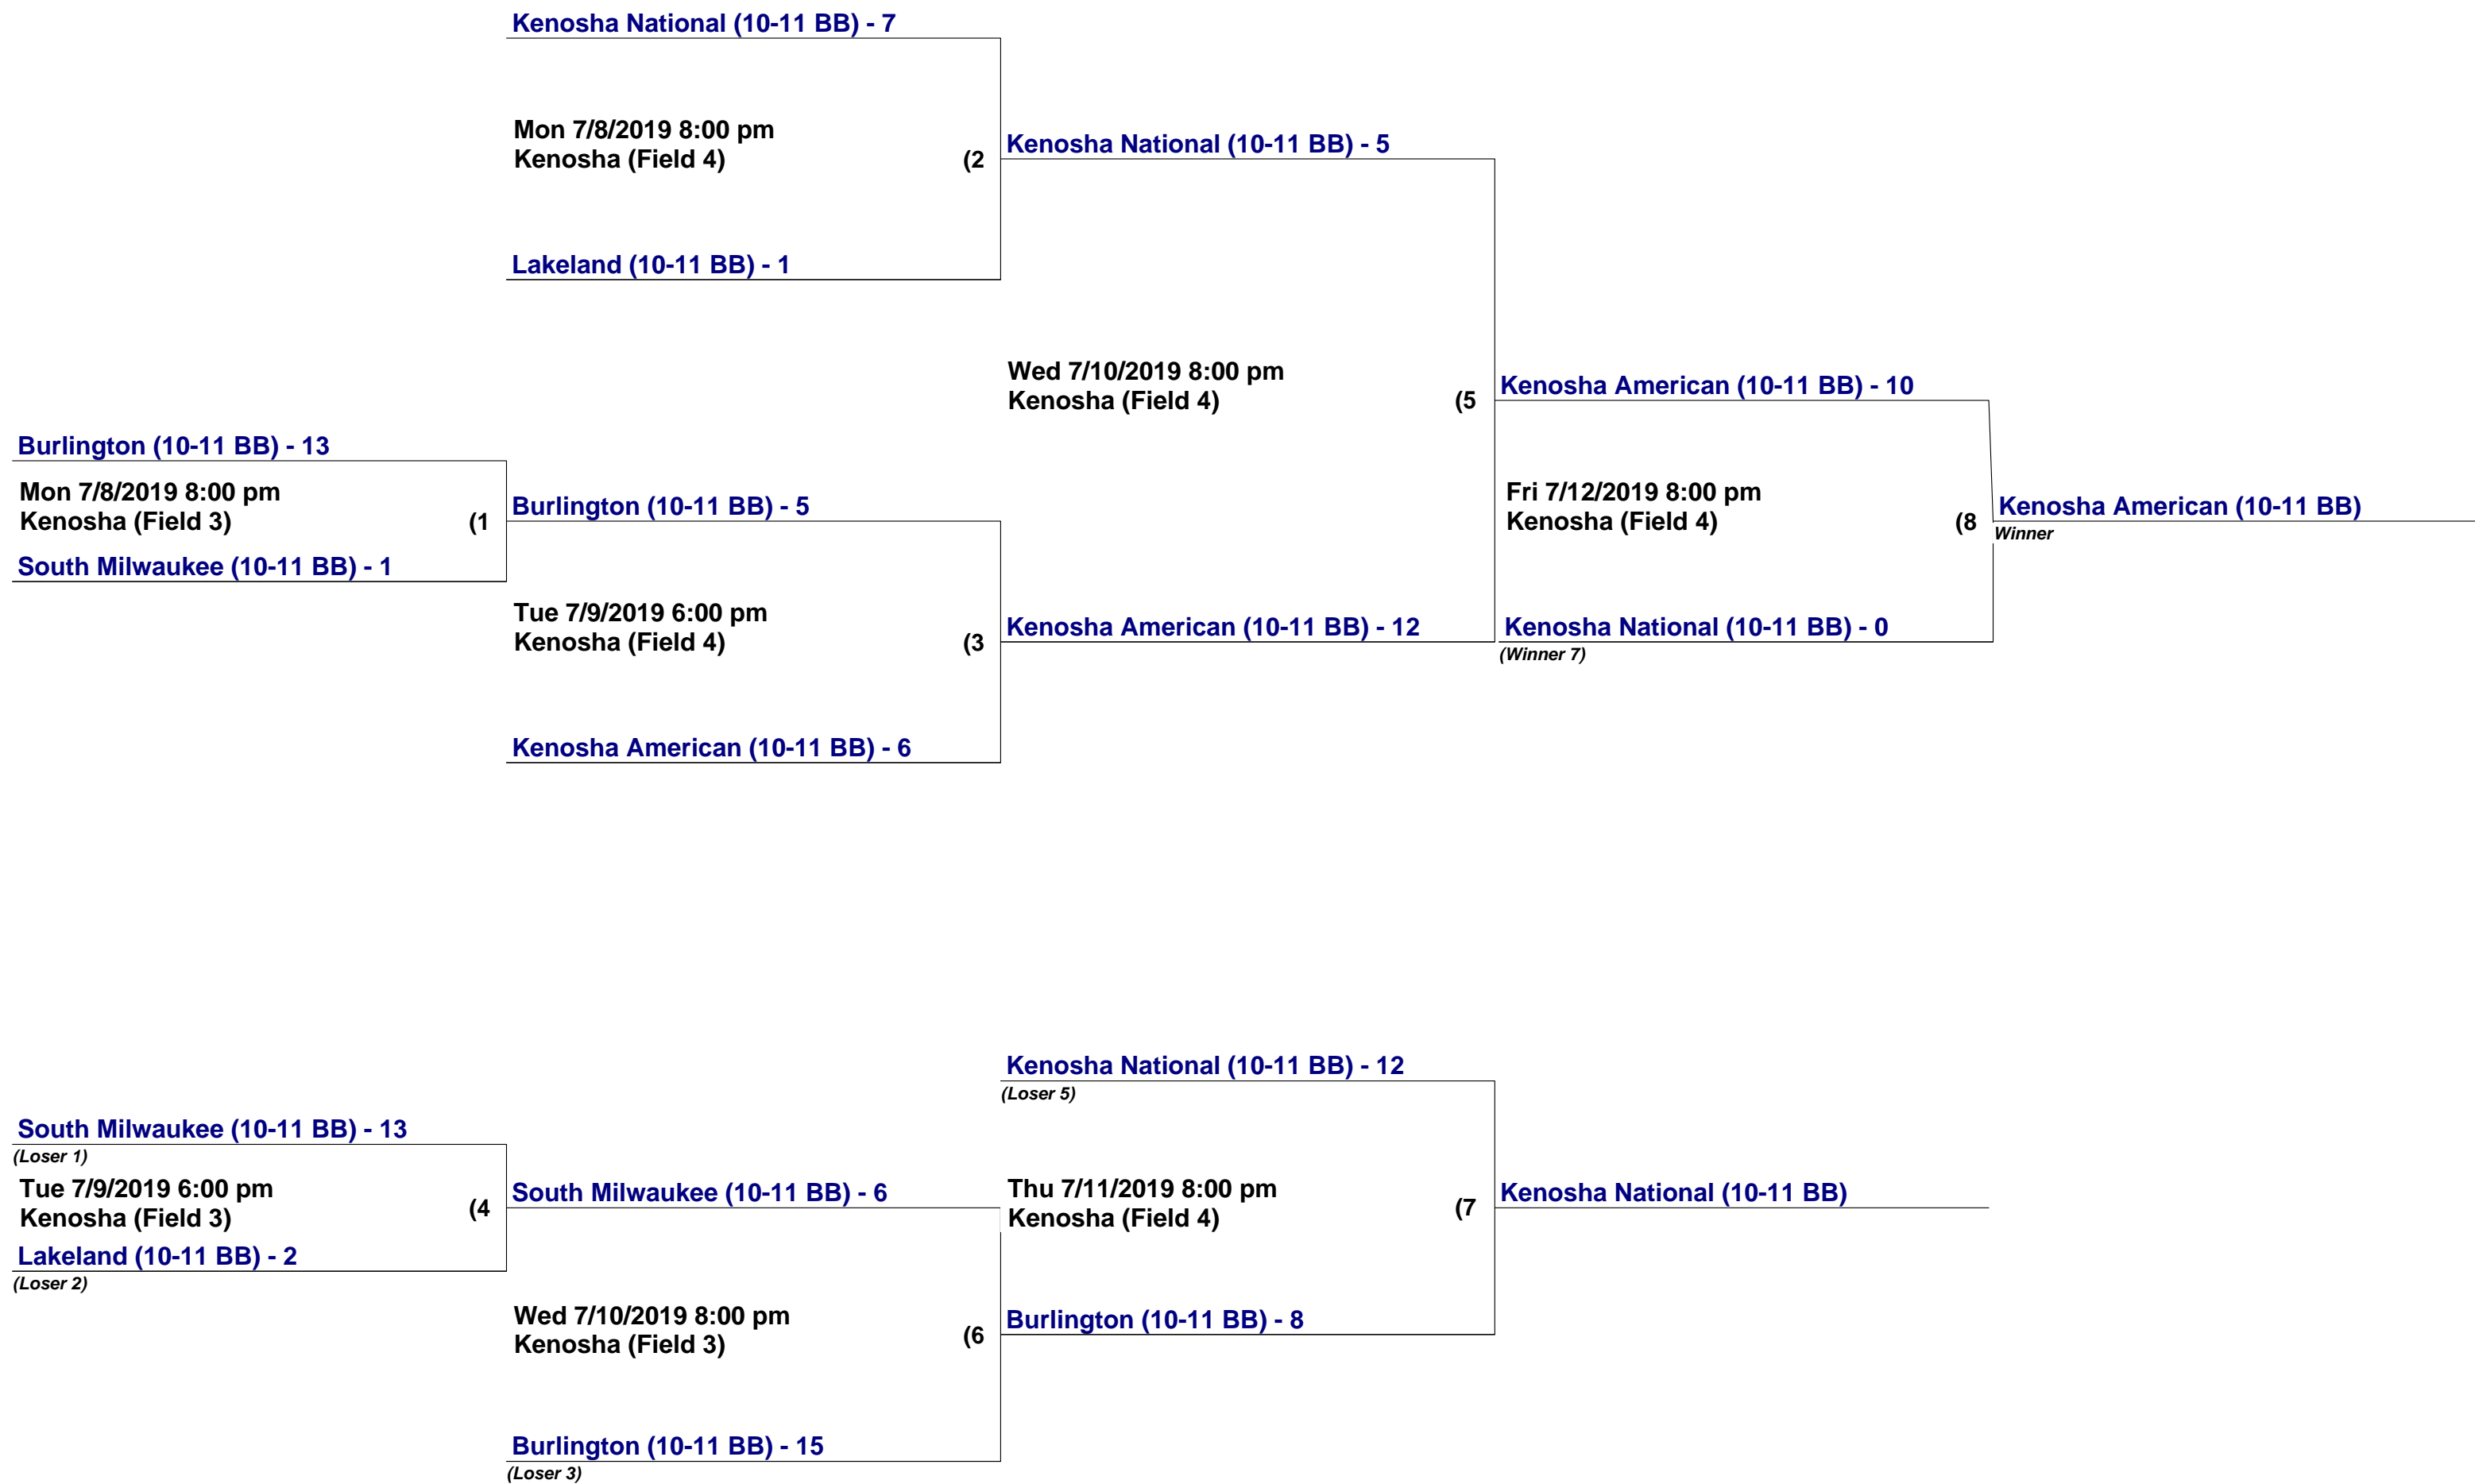 Kenosha National (10-11 BB) - 7
Mon 7/8/2019 8:00 pm
Kenosha (Field 4)
(2
Kenosha National (10-11 BB) - 5
Lakeland (10-11 BB) - 1
Wed 7/10/2019 8:00 pm
Kenosha (Field 4)
(5
Kenosha American (10-11 BB) - 10
Burlington (10-11 BB) - 13
Mon 7/8/2019 8:00 pm
Kenosha (Field 3)
(1
Burlington (10-11 BB) - 5
South Milwaukee (10-11 BB) - 1
Fri 7/12/2019 8:00 pm
Kenosha (Field 4)
(8
Kenosha American (10-11 BB)
Winner
Tue 7/9/2019 6:00 pm
Kenosha (Field 4)
(3
Kenosha American (10-11 BB) - 12
Kenosha National (10-11 BB) - 0
(Winner 7)
Kenosha American (10-11 BB) - 6
Kenosha National (10-11 BB) - 12
(Loser 5)
South Milwaukee (10-11 BB) - 13
(Loser 1)
Tue 7/9/2019 6:00 pm
Kenosha (Field 3)
(4
South Milwaukee (10-11 BB) - 6
Thu 7/11/2019 8:00 pm
Kenosha (Field 4)
(7
Kenosha National (10-11 BB)
Lakeland (10-11 BB) - 2
(Loser 2)
Wed 7/10/2019 8:00 pm
Kenosha (Field 3)
(6
Burlington (10-11 BB) - 8
Burlington (10-11 BB) - 15
(Loser 3)